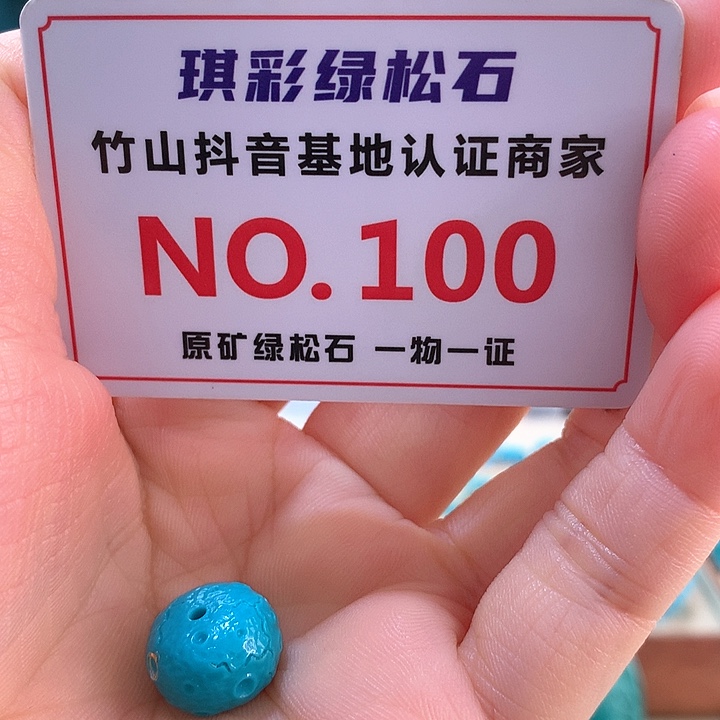 琪彩绿松石
竹山抖音基地认证商家
NO.100
原矿绿松石 一物一证